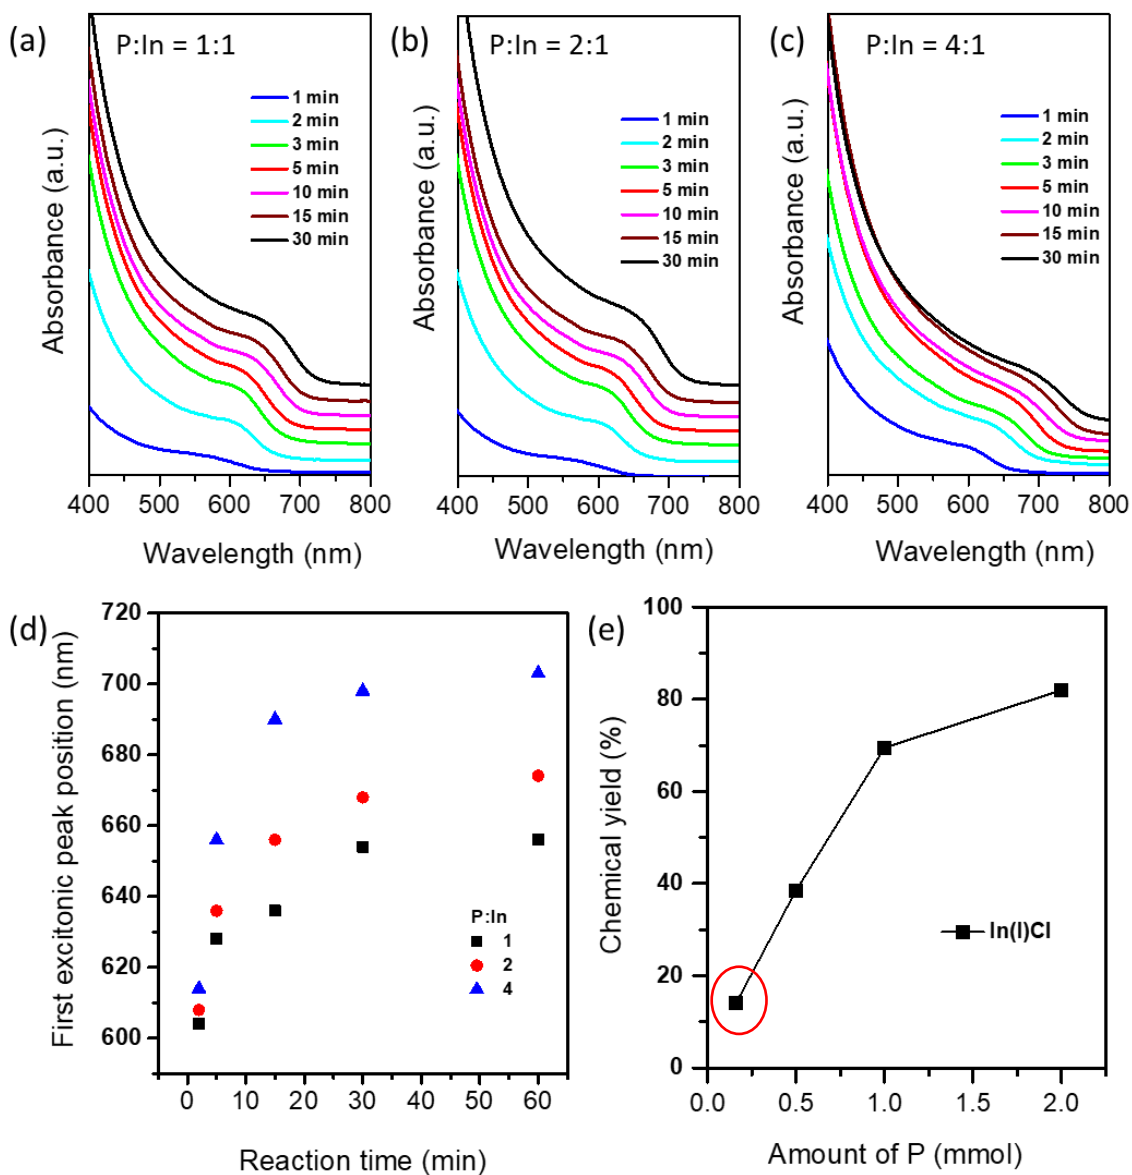 (a)
P:In = 1:1
1 min
2 min
3 min
5 min
10 min
15 min
30 min
Absorbance (a.u.)
400 500 600 700 800
Wavelength (nm)
(b)
P:In = 2:1
1 min
2 min
3 min
5 min
10 min
15 min
30 min
Absorbance (a.u.)
400 500 600 700 800
Wavelength (nm)
(c)
P:In = 4:1
1 min
2 min
3 min
5 min
10 min
15 min
30 min
Absorbance (a.u.)
400 500 600 700 800
Wavelength (nm)
(d)
First excitonic peak position (nm)
720
700
680
660
640
620
600
P:In
1
2
4
0 10 20 30 40 50 60
Reaction time (min)
(e)
Chemical yield (%)
100
80
60
40
20
0
In(I)Cl
0.0 0.5 1.0 1.5 2.0
Amount of P (mmol)